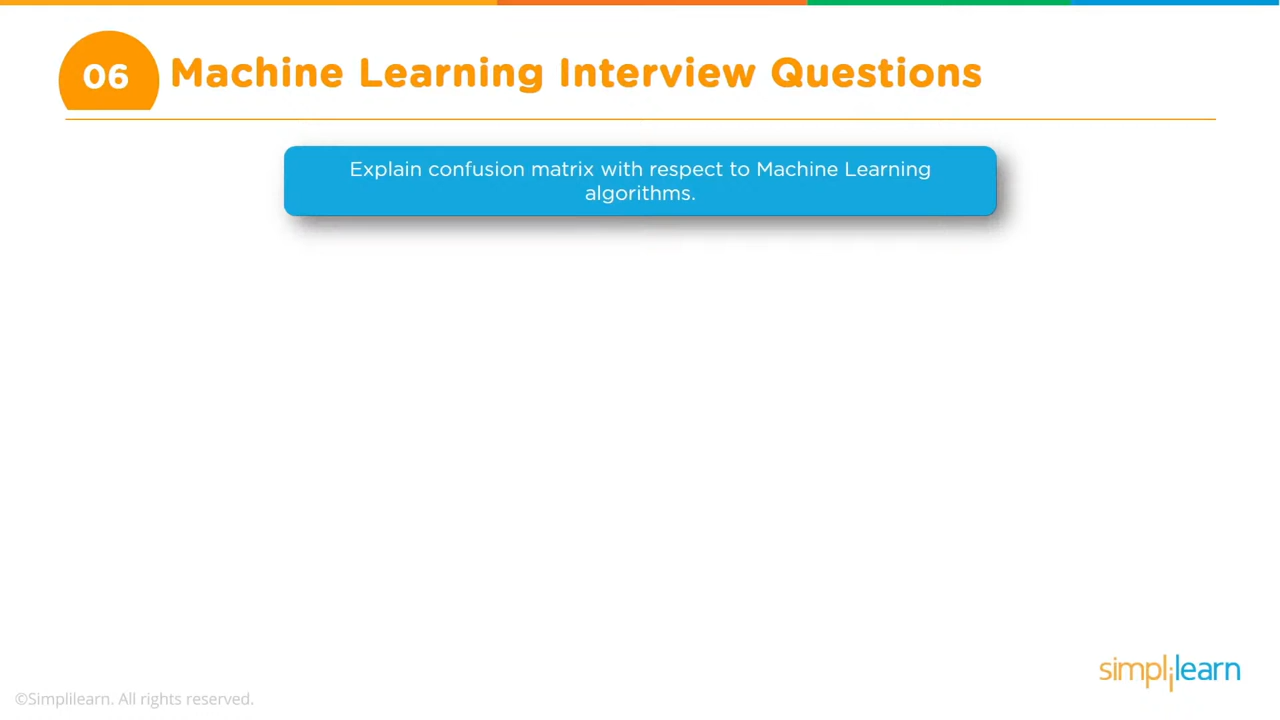 06
Machine Learning Interview Questions
Explain confusion matrix with respect to Machine Learning
algorithms.
simplilearn
©Simplilearn. All rights reserved.